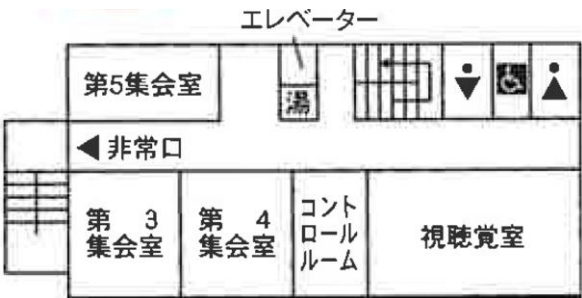 エレベーター
第5集会室
湯
◀非常口
第 3
集会室
第 4
集会室
コント
ロール
ルーム
視聴覚室